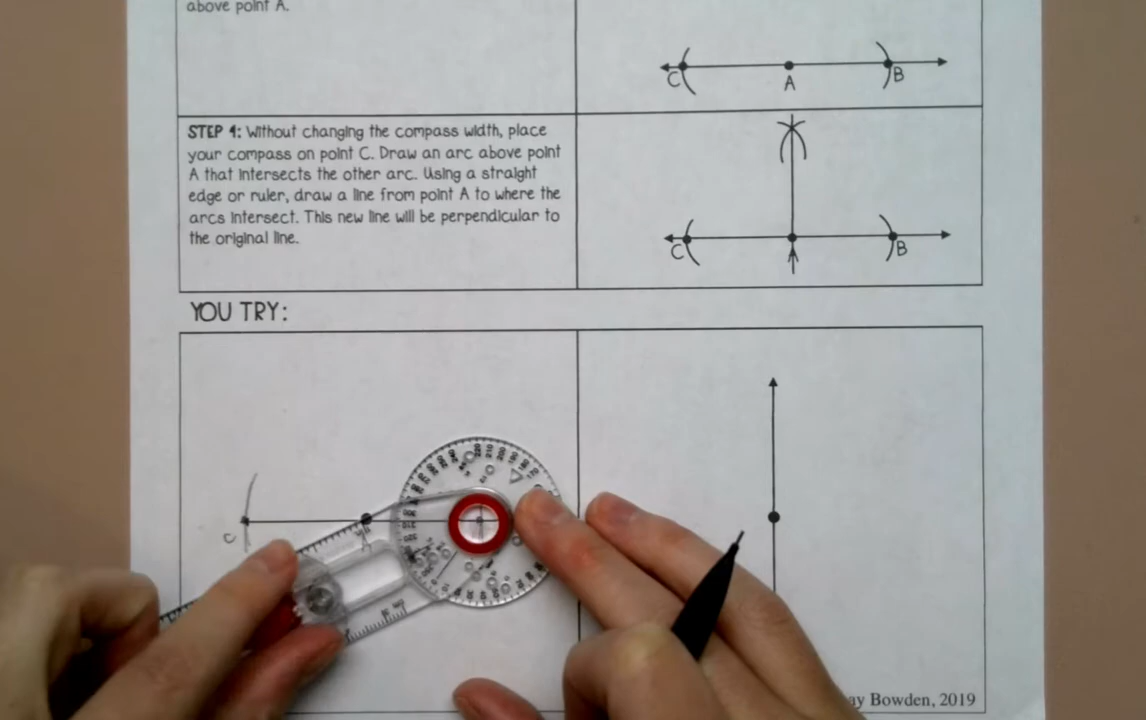 above point A.
C A B
STEP 4: Without changing the compass width, place
your compass on point C. Draw an arc above point
A that intersects the other arc. Using a straight
edge or ruler, draw a line from point A to where the
arcs intersect. This new line will be perpendicular to
the original line.
C A B
YOU TRY:
C
ay Bowden, 2019